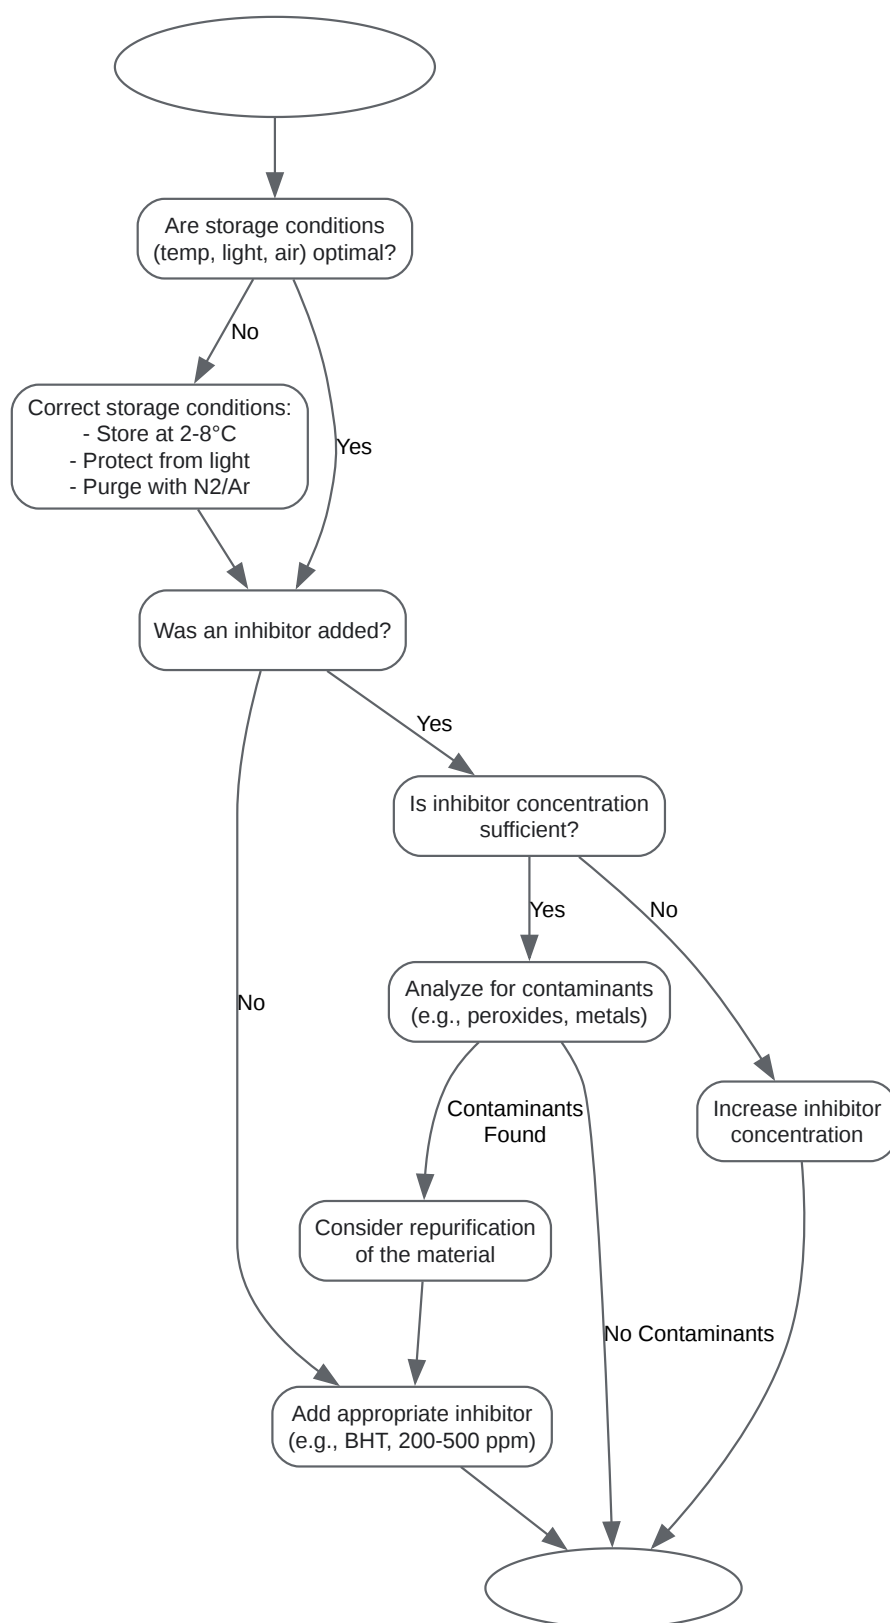 Are storage conditions
(temp, light, air) optimal?
No
Correct storage conditions:
- Store at 2-8°C
- Protect from light
- Purge with N2/Ar
Yes
Was an inhibitor added?
Yes
Is inhibitor concentration
sufficient?
Yes
No
Analyze for contaminants
(e.g., peroxides, metals)
No
Contaminants
Found
Increase inhibitor
concentration
Consider repurification
of the material
No Contaminants
Add appropriate inhibitor
(e.g., BHT, 200-500 ppm)